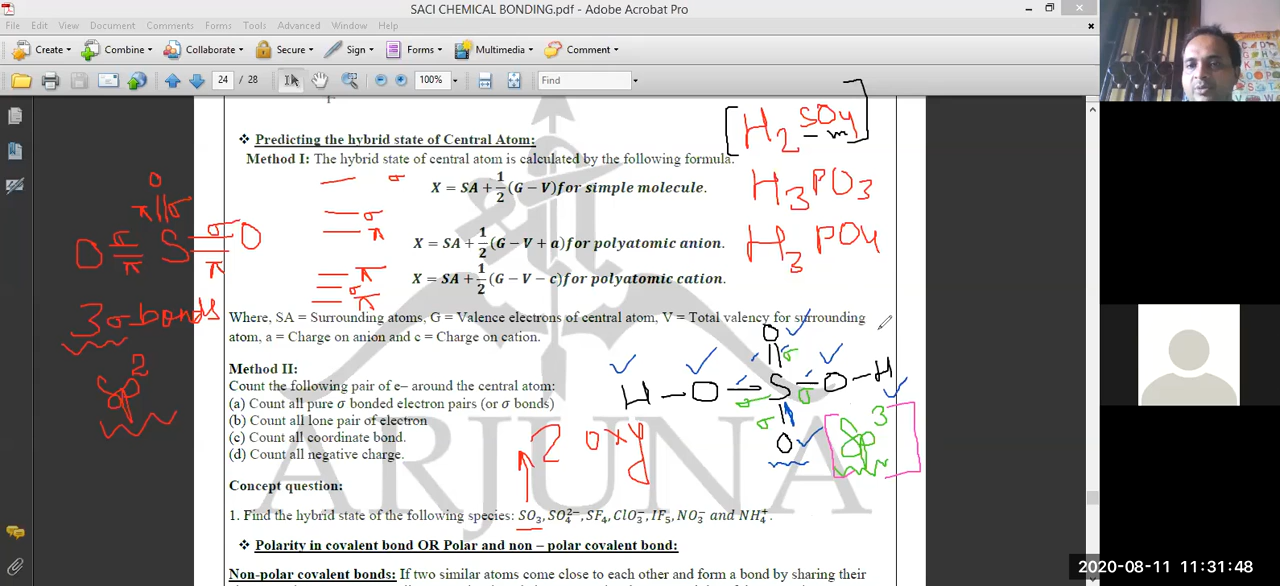 SACI CHEMICAL BONDING.pdf - Adobe Acrobat Pro
File Edit View Document Comments Forms Tools Advanced Window Help
Create Combine Collaborate Secure Sign Forms Multimedia Comment
24 / 28 100% Find
❖ Predicting the hybrid state of Central Atom:
Method I: The hybrid state of central atom is calculated by the following formula.
X = SA + 1/2 (G − V) for simple molecule.
X = SA + 1/2 (G − V + a) for polyatomic anion.
X = SA + 1/2 (G − V − c) for polyatomic cation.
Where, SA = Surrounding atoms, G = Valence electrons of central atom, V = Total valency for surrounding
atom, a = Charge on anion and c = Charge on cation.
Method II:
Count the following pair of e– around the central atom:
(a) Count all pure σ bonded electron pairs (or σ bonds)
(b) Count all lone pair of electron
(c) Count all coordinate bond.
(d) Count all negative charge.
Concept question:
1. Find the hybrid state of the following species: SO₃, SO₄²⁻, SF₄, ClO₃⁻, IF₅, NO₃⁻ and NH₄⁺.
❖ Polarity in covalent bond OR Polar and non – polar covalent bond:
Non-polar covalent bonds: If two similar atoms come close to each other and form a bond by sharing their
ARJUNA
H₂SO₄
H₃PO₃
H₃PO₄
O
π σ
O π π S σ π O
3σ bonds
sp²
σ
σ
π
π
σ
π
O
σ
H O S O H
σ σ
σ
O
sp³
2 oxy
2020-08-11 11:31:48